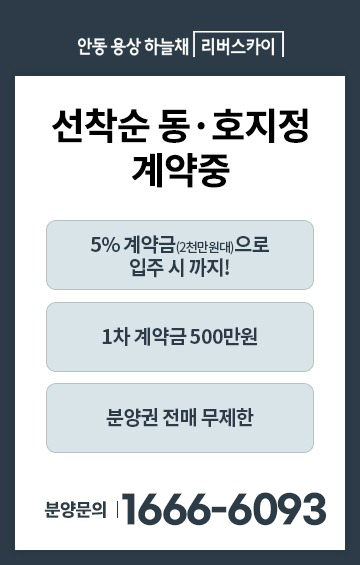 안동 용상 하늘채 리버스카이
선착순 동·호지정
계약중
5% 계약금(2천만원대)으로
입주 시 까지!
1차 계약금 500만원
분양권 전매 무제한
분양문의 | 1666-6093